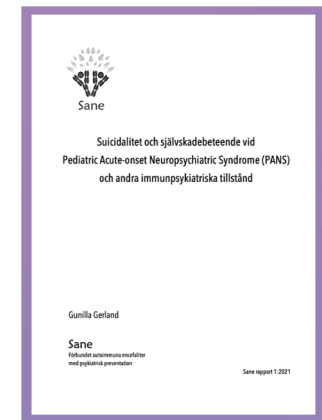 Sane
Suicidalitet och självskadebeteende vid
Pediatric Acute-onset Neuropsychiatric Syndrome (PANS)
och andra immunpsykiatriska tillstånd
Gunilla Gerland
Sane
Förbundet autoimmuna encefaliter
med psykiatrisk presentation
Sane rapport 1:2021